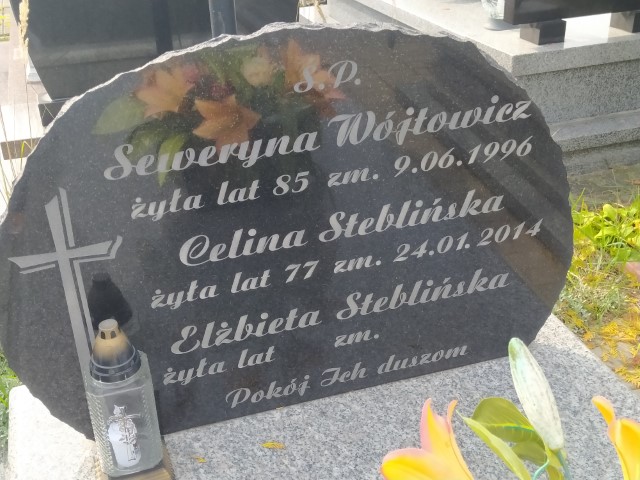 Ś.P.
Seweryna Wójtowicz
żyła lat 85 zm. 9.06.1996
Celina Steblińska
żyła lat 77 zm. 24.01.2014
Elżbieta Steblińska
żyła lat zm.
Pokój Ich duszom